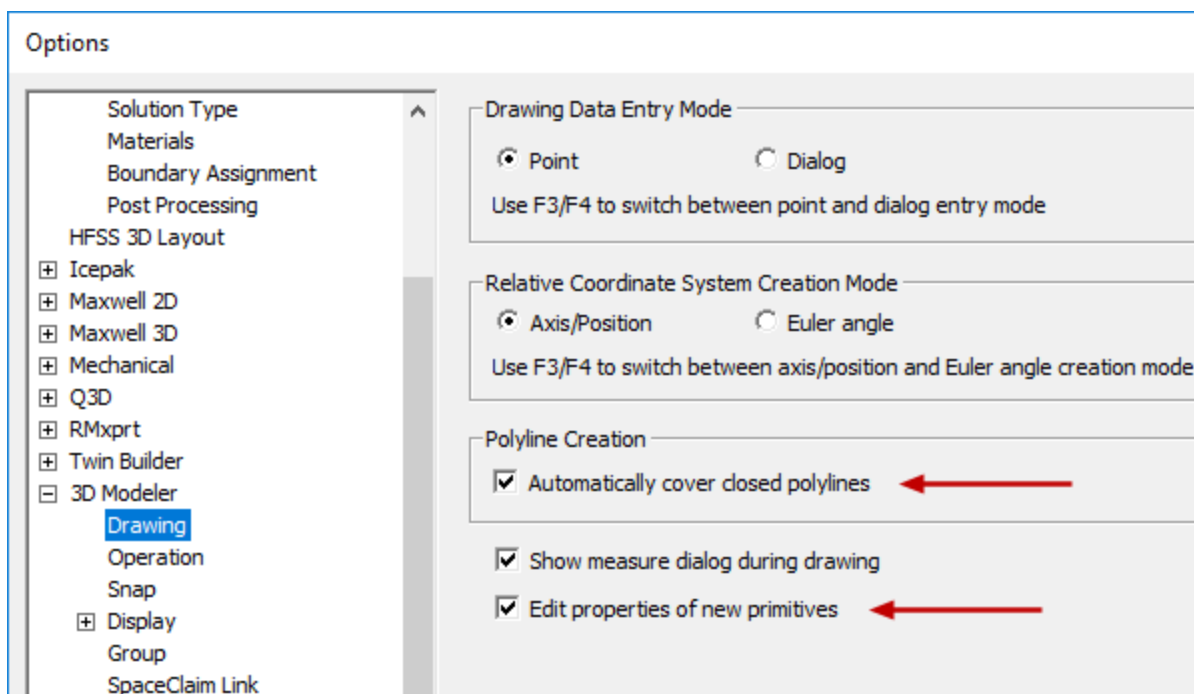 Options
Solution Type
Materials
Boundary Assignment
Post Processing
HFSS 3D Layout
Icepak
Maxwell 2D
Maxwell 3D
Mechanical
Q3D
RMxprt
Twin Builder
3D Modeler
Drawing
Operation
Snap
Display
Group
SpaceClaim Link
Drawing Data Entry Mode
Point
Dialog
Use F3/F4 to switch between point and dialog entry mode
Relative Coordinate System Creation Mode
Axis/Position
Euler angle
Use F3/F4 to switch between axis/position and Euler angle creation mode
Polyline Creation
Automatically cover closed polylines
Show measure dialog during drawing
Edit properties of new primitives